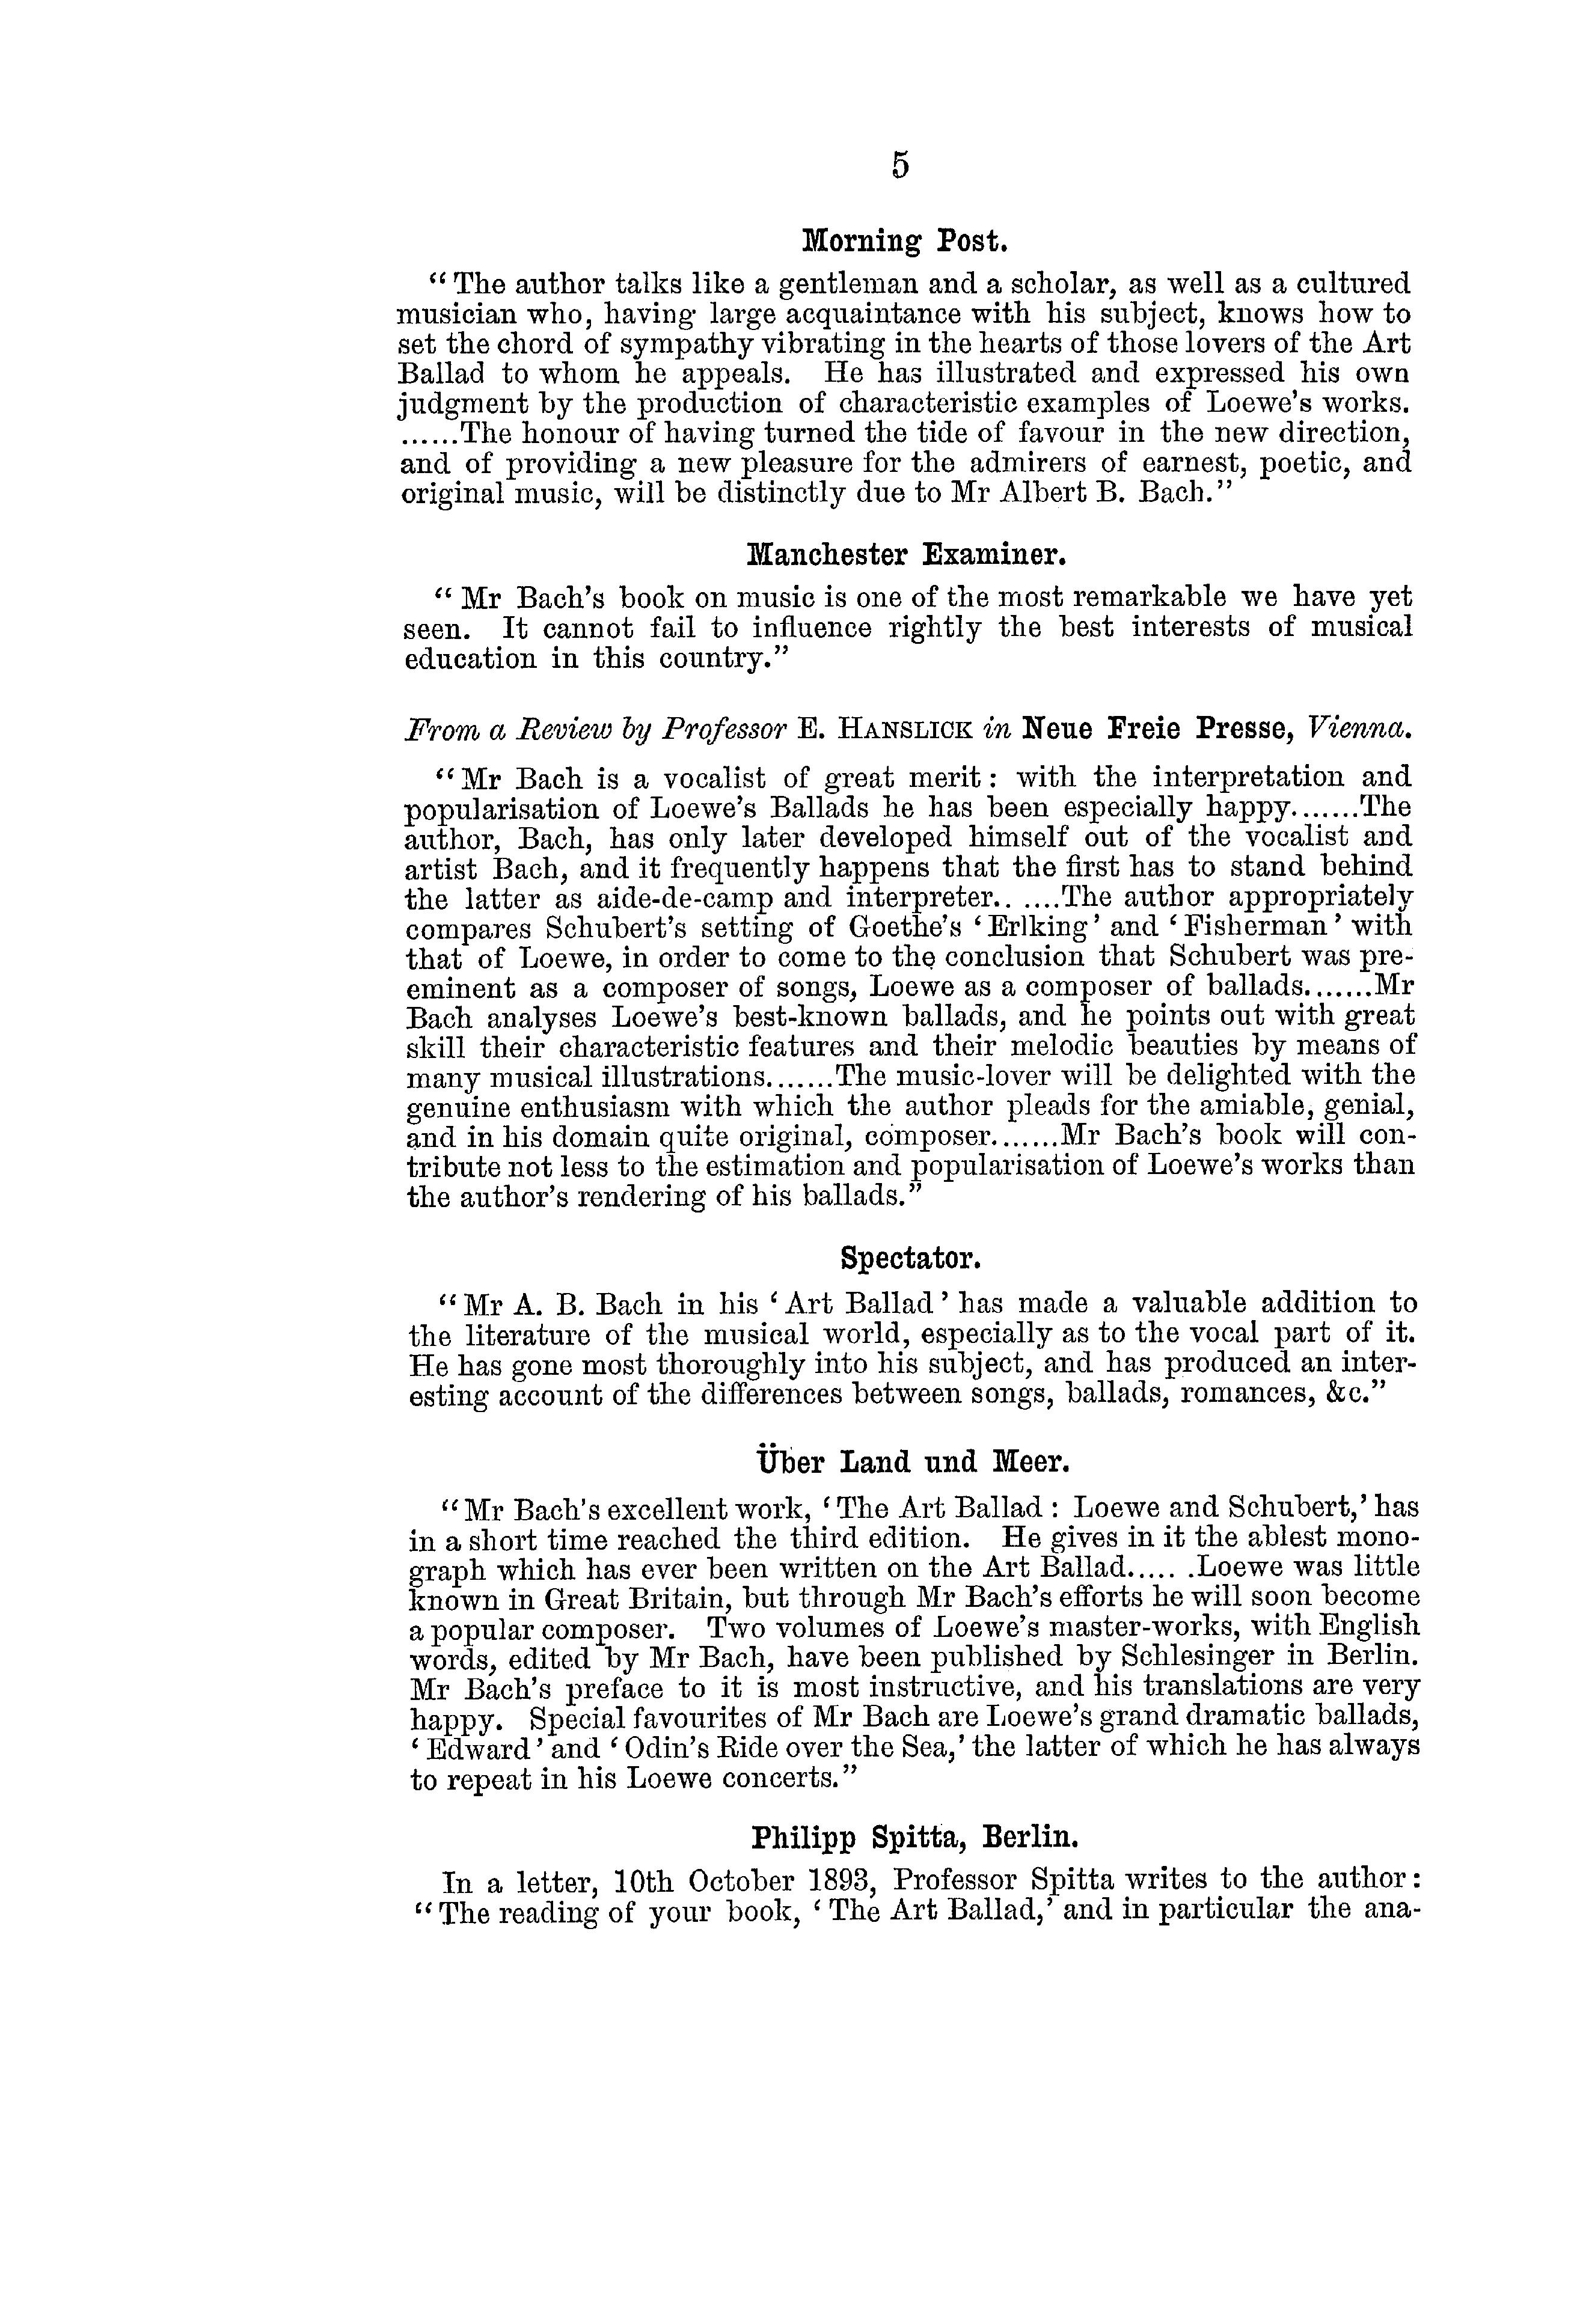 5
Morning Post.
“The author talks like a gentleman and a scholar, as well as a cultured
musician who, having large acquaintance with his subject, knows how to
set the chord of sympathy vibrating in the hearts of those lovers of the Art
Ballad to whom he appeals. He has illustrated and expressed his own
judgment by the production of characteristic examples of Loewe’s works.
......The honour of having turned the tide of favour in the new direction,
and of providing a new pleasure for the admirers of earnest, poetic, and
original music, will be distinctly due to Mr Albert B. Bach.”
Manchester Examiner.
“Mr Bach’s book on music is one of the most remarkable we have yet
seen. It cannot fail to influence rightly the best interests of musical
education in this country.”
From a Review by Professor E. HANSLICK in Neue Freie Presse, Vienna.
“Mr Bach is a vocalist of great merit: with the interpretation and
popularisation of Loewe’s Ballads he has been especially happy.......The
author, Bach, has only later developed himself out of the vocalist and
artist Bach, and it frequently happens that the first has to stand behind
the latter as aide-de-camp and interpreter.. ....The author appropriately
compares Schubert’s setting of Goethe’s ‘Erlking’ and ‘Fisherman’ with
that of Loewe, in order to come to the conclusion that Schubert was pre-
eminent as a composer of songs, Loewe as a composer of ballads.......Mr
Bach analyses Loewe’s best-known ballads, and he points out with great
skill their characteristic features and their melodic beauties by means of
many musical illustrations.......The music-lover will be delighted with the
genuine enthusiasm with which the author pleads for the amiable, genial,
and in his domain quite original, composer.......Mr Bach’s book will con-
tribute not less to the estimation and popularisation of Loewe’s works than
the author’s rendering of his ballads.”
Spectator.
“Mr A. B. Bach in his ‘Art Ballad’ has made a valuable addition to
the literature of the musical world, especially as to the vocal part of it.
He has gone most thoroughly into his subject, and has produced an inter-
esting account of the differences between songs, ballads, romances, &c.”
Über Land und Meer.
“Mr Bach’s excellent work, ‘The Art Ballad: Loewe and Schubert,’ has
in a short time reached the third edition. He gives in it the ablest mono-
graph which has ever been written on the Art Ballad..... .Loewe was little
known in Great Britain, but through Mr Bach’s efforts he will soon become
a popular composer. Two volumes of Loewe’s master-works, with English
words, edited by Mr Bach, have been published by Schlesinger in Berlin.
Mr Bach’s preface to it is most instructive, and his translations are very
happy. Special favourites of Mr Bach are Loewe’s grand dramatic ballads,
‘Edward’ and ‘Odin’s Ride over the Sea,’ the latter of which he has always
to repeat in his Loewe concerts.”
Philipp Spitta, Berlin.
In a letter, 10th October 1893, Professor Spitta writes to the author:
“The reading of your book, ‘The Art Ballad,’ and in particular the ana-